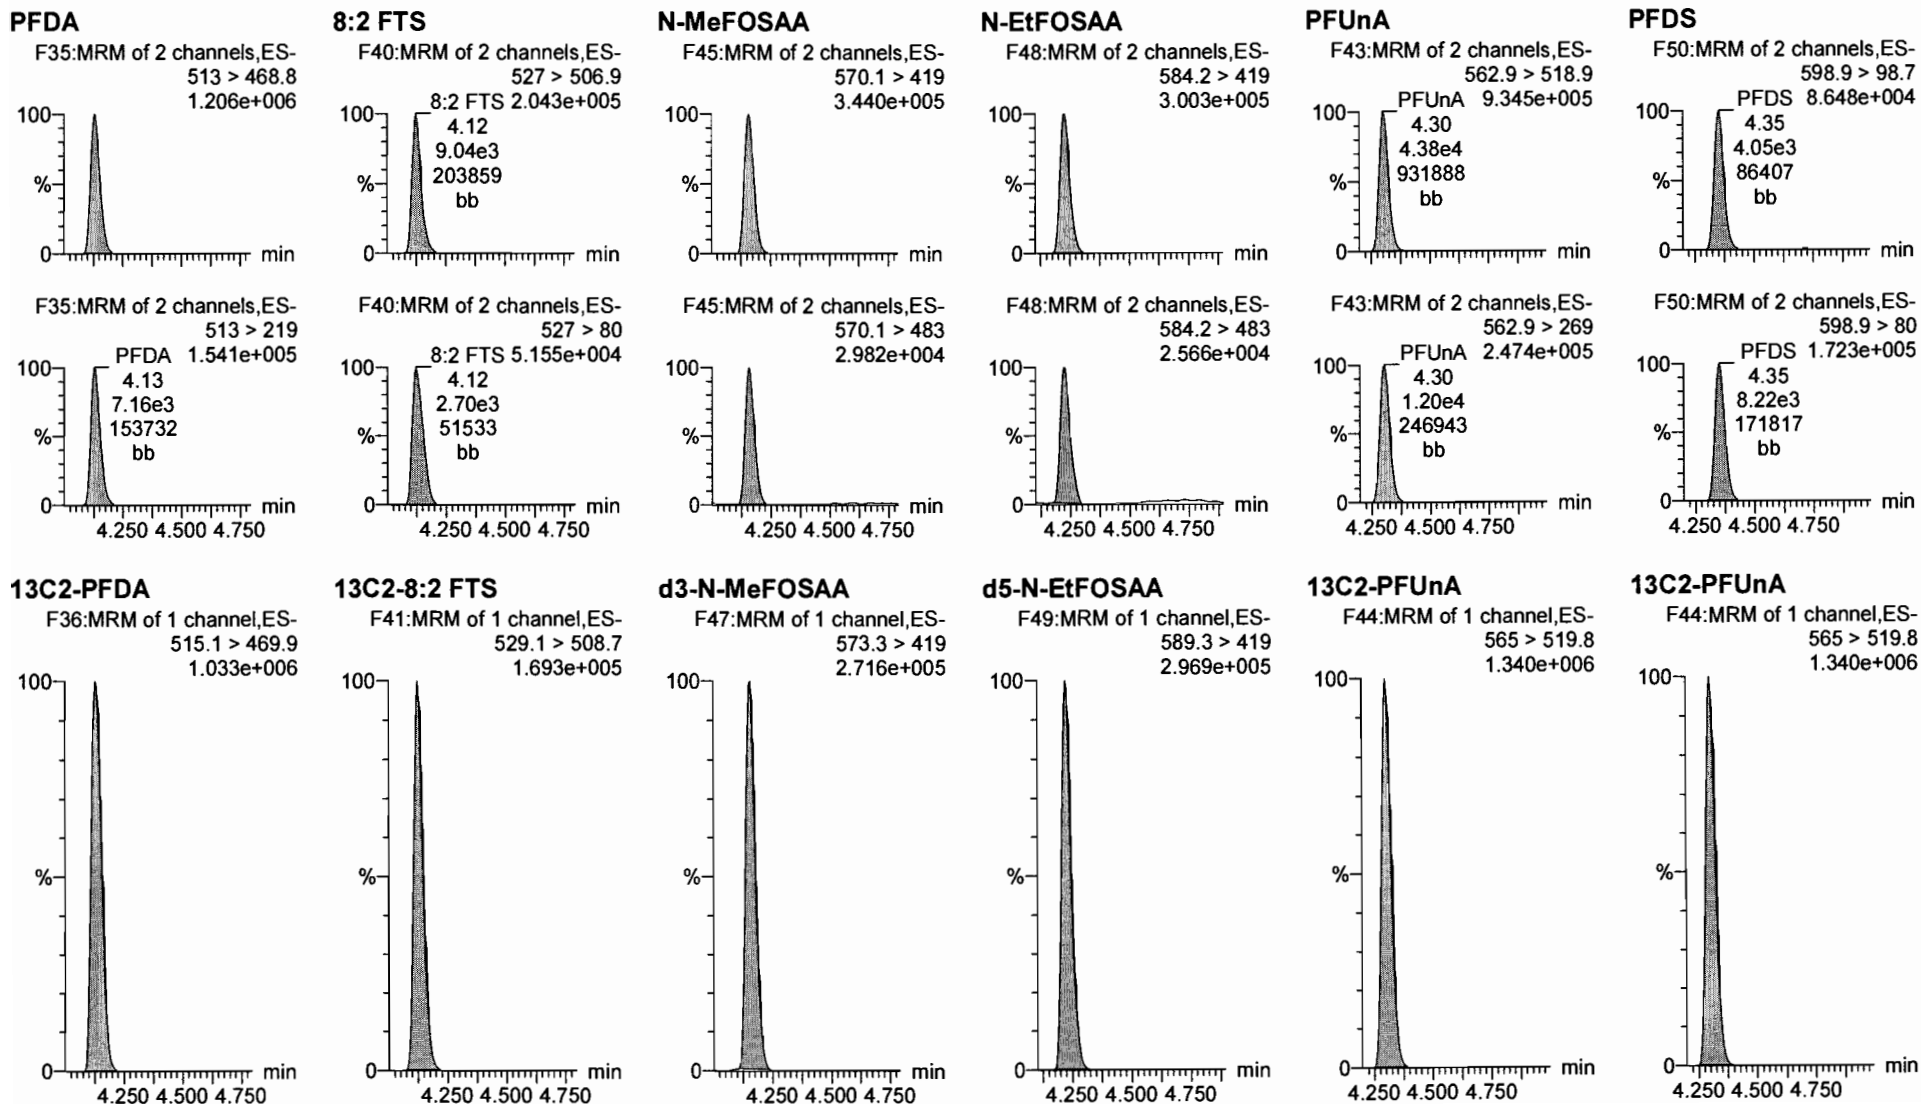 PFDA
F35:MRM of 2 channels,ES-
513 > 468.8
1.206e+006
100
%
0
min
8:2 FTS
F40:MRM of 2 channels,ES-
527 > 506.9
8:2 FTS 2.043e+005
100
4.12
9.04e3
203859
bb
%
0
min
N-MeFOSAA
F45:MRM of 2 channels,ES-
570.1 > 419
3.440e+005
100
%
0
min
N-EtFOSAA
F48:MRM of 2 channels,ES-
584.2 > 419
3.003e+005
100
%
0
min
PFUnA
F43:MRM of 2 channels,ES-
562.9 > 518.9
PFUnA 9.345e+005
100
4.30
4.38e4
931888
bb
%
0
min
PFDS
F50:MRM of 2 channels,ES-
598.9 > 98.7
PFDS 8.648e+004
100
4.35
4.05e3
86407
bb
%
0
min
F35:MRM of 2 channels,ES-
513 > 219
PFDA 1.541e+005
100
4.13
7.16e3
153732
bb
%
0
min
4.250 4.500 4.750
F40:MRM of 2 channels,ES-
527 > 80
8:2 FTS 5.155e+004
100
4.12
2.70e3
51533
bb
%
0
min
4.250 4.500 4.750
F45:MRM of 2 channels,ES-
570.1 > 483
2.982e+004
100
%
0
min
4.250 4.500 4.750
F48:MRM of 2 channels,ES-
584.2 > 483
2.566e+004
100
%
0
min
4.250 4.500 4.750
F43:MRM of 2 channels,ES-
562.9 > 269
PFUnA 2.474e+005
100
4.30
1.20e4
246943
bb
%
0
min
4.250 4.500 4.750
F50:MRM of 2 channels,ES-
598.9 > 80
PFDS 1.723e+005
100
4.35
8.22e3
171817
bb
%
0
min
4.250 4.500 4.750
13C2-PFDA
F36:MRM of 1 channel,ES-
515.1 > 469.9
1.033e+006
100
%
0
min
4.250 4.500 4.750
13C2-8:2 FTS
F41:MRM of 1 channel,ES-
529.1 > 508.7
1.693e+005
100
%
0
min
4.250 4.500 4.750
d3-N-MeFOSAA
F47:MRM of 1 channel,ES-
573.3 > 419
2.716e+005
100
%
0
min
4.250 4.500 4.750
d5-N-EtFOSAA
F49:MRM of 1 channel,ES-
589.3 > 419
2.969e+005
100
%
0
min
4.250 4.500 4.750
13C2-PFUnA
F44:MRM of 1 channel,ES-
565 > 519.8
1.340e+006
100
%
0
min
4.250 4.500 4.750
13C2-PFUnA
F44:MRM of 1 channel,ES-
565 > 519.8
1.340e+006
100
%
0
min
4.250 4.500 4.750